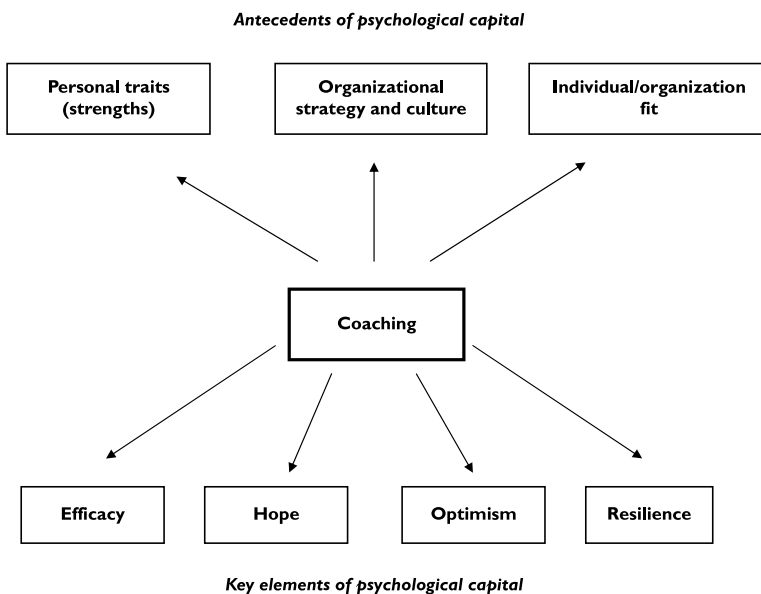 Antecedents of psychological capital
Personal traits
(strengths)
Organizational
strategy and culture
Individual/organization
fit
Coaching
Efficacy
Hope
Optimism
Resilience
Key elements of psychological capital